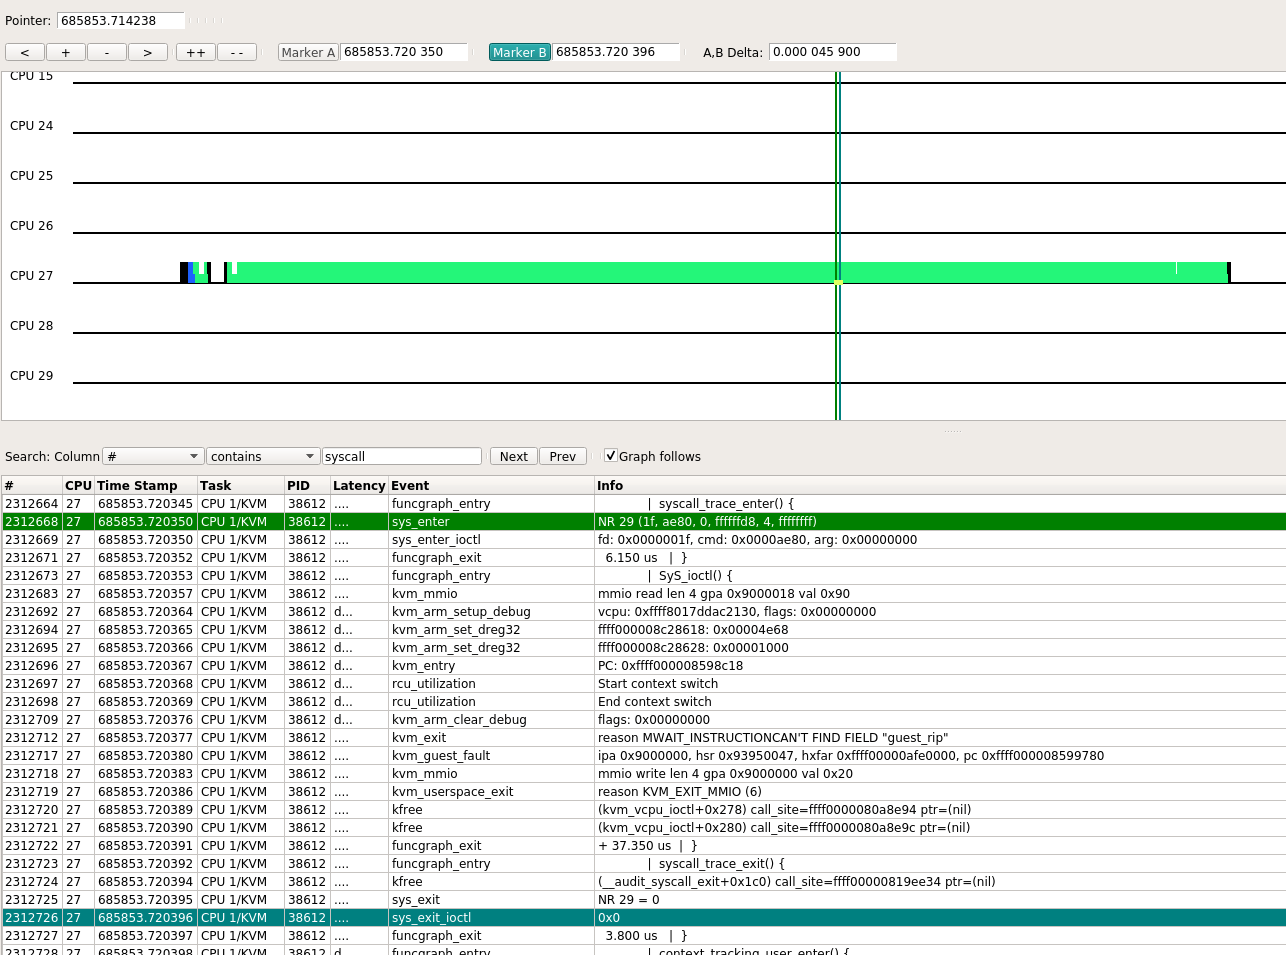 Pointer: 685853.714238
< + - > ++ - - Marker A 685853.720 350 Marker B 685853.720 396 A,B Delta: 0.000 045 900
CPU 15
CPU 24
CPU 25
CPU 26
CPU 27
CPU 28
CPU 29
Search: Column # contains syscall Next Prev Graph follows
# CPU Time Stamp Task PID Latency Event Info
2312664 27 685853.720345 CPU 1/KVM 38612 .... funcgraph_entry | syscall_trace_enter() {
2312668 27 685853.720350 CPU 1/KVM 38612 .... sys_enter NR 29 (1f, ae80, 0, ffffffd8, 4, ffffffff)
2312669 27 685853.720350 CPU 1/KVM 38612 .... sys_enter_ioctl fd: 0x0000001f, cmd: 0x0000ae80, arg: 0x00000000
2312671 27 685853.720352 CPU 1/KVM 38612 .... funcgraph_exit 6.150 us | }
2312673 27 685853.720353 CPU 1/KVM 38612 .... funcgraph_entry | SyS_ioctl() {
2312683 27 685853.720357 CPU 1/KVM 38612 .... kvm_mmio mmio read len 4 gpa 0x9000018 val 0x90
2312692 27 685853.720364 CPU 1/KVM 38612 d... kvm_arm_setup_debug vcpu: 0xffff8017ddac2130, flags: 0x00000000
2312694 27 685853.720365 CPU 1/KVM 38612 d... kvm_arm_set_dreg32 ffff000008c28618: 0x00004e68
2312695 27 685853.720366 CPU 1/KVM 38612 d... kvm_arm_set_dreg32 ffff000008c28628: 0x00001000
2312696 27 685853.720367 CPU 1/KVM 38612 d... kvm_entry PC: 0xffff000008598c18
2312697 27 685853.720368 CPU 1/KVM 38612 d... rcu_utilization Start context switch
2312698 27 685853.720369 CPU 1/KVM 38612 d... rcu_utilization End context switch
2312709 27 685853.720376 CPU 1/KVM 38612 d... kvm_arm_clear_debug flags: 0x00000000
2312712 27 685853.720377 CPU 1/KVM 38612 .... kvm_exit reason MWAIT_INSTRUCTIONCAN'T FIND FIELD "guest_rip"
2312717 27 685853.720380 CPU 1/KVM 38612 .... kvm_guest_fault ipa 0x9000000, hsr 0x93950047, hxfar 0xffff00000afe0000, pc 0xffff000008599780
2312718 27 685853.720383 CPU 1/KVM 38612 .... kvm_mmio mmio write len 4 gpa 0x9000000 val 0x20
2312719 27 685853.720386 CPU 1/KVM 38612 .... kvm_userspace_exit reason KVM_EXIT_MMIO (6)
2312720 27 685853.720389 CPU 1/KVM 38612 .... kfree (kvm_vcpu_ioctl+0x278) call_site=ffff0000080a8e94 ptr=(nil)
2312721 27 685853.720390 CPU 1/KVM 38612 .... kfree (kvm_vcpu_ioctl+0x280) call_site=ffff0000080a8e9c ptr=(nil)
2312722 27 685853.720391 CPU 1/KVM 38612 .... funcgraph_exit + 37.350 us | }
2312723 27 685853.720392 CPU 1/KVM 38612 .... funcgraph_entry | syscall_trace_exit() {
2312724 27 685853.720394 CPU 1/KVM 38612 .... kfree (__audit_syscall_exit+0x1c0) call_site=ffff00000819ee34 ptr=(nil)
2312725 27 685853.720395 CPU 1/KVM 38612 .... sys_exit NR 29 = 0
2312726 27 685853.720396 CPU 1/KVM 38612 .... sys_exit_ioctl 0x0
2312727 27 685853.720397 CPU 1/KVM 38612 .... funcgraph_exit 3.800 us | }
2312728 27 685853.720398 CPU 1/KVM 38612 d... funcgraph_entry | context_tracking_user_enter() {